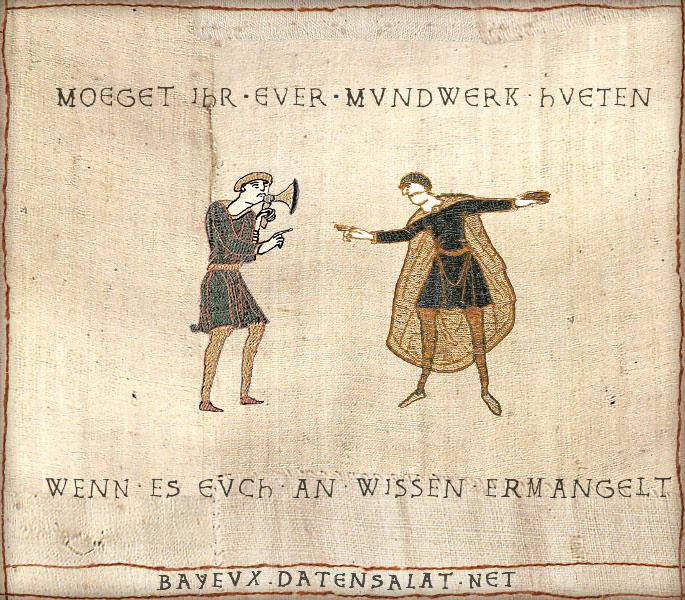 MOEGET IhR · EVER · MVNDWERK · hVETEN
WENN · ES EVCh · AN · WISSEN · ERMANGELT
BAYEVX · DATENSALAT · NET